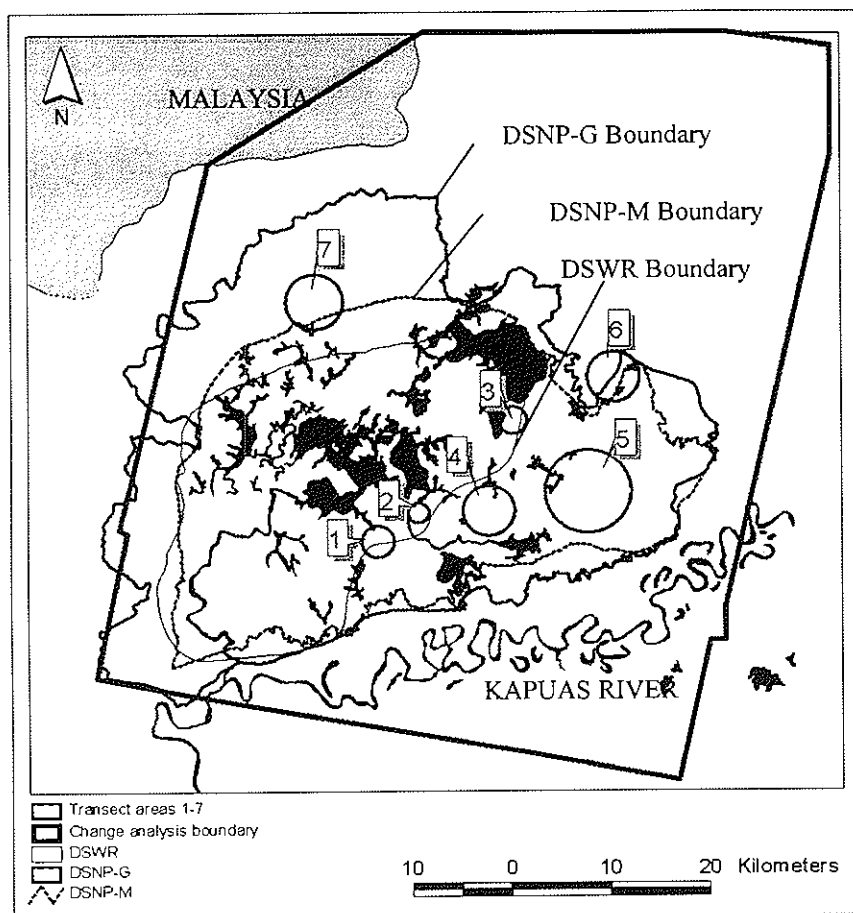 MALAYSIA
N
DSNP-G Boundary
DSNP-M Boundary
DSWR Boundary
7
6
3
5
4
2
1
KAPUAS RIVER
Transect areas 1-7
Change analysis boundary
DSWR
DSNP-G
DSNP-M
10 0 10 20 Kilometers